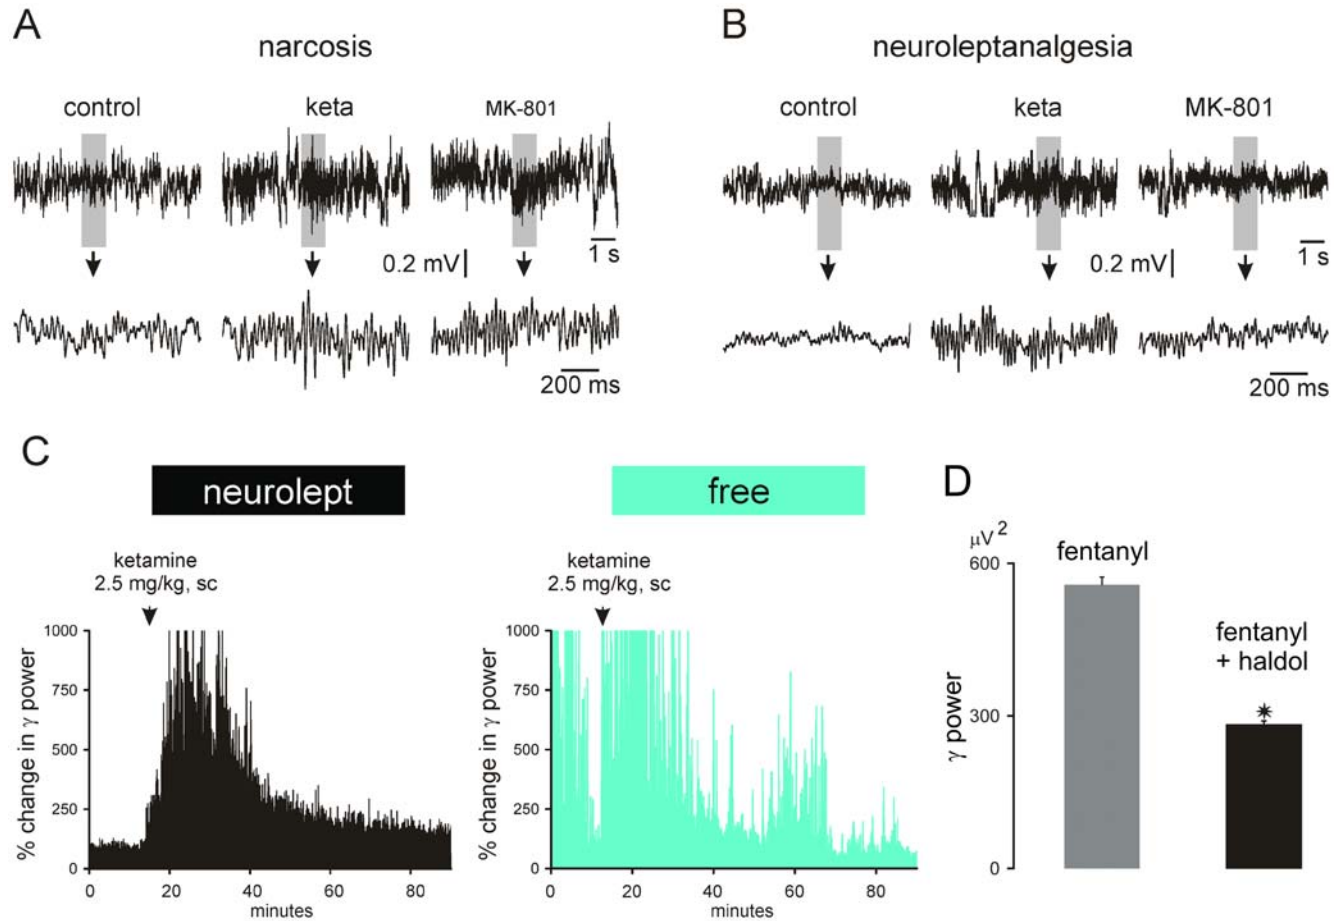 A
narcosis
control
keta
MK-801
0.2 mV
1 s
200 ms
B
neuroleptanalgesia
control
keta
MK-801
0.2 mV
1 s
200 ms
C
neurolept
ketamine
2.5 mg/kg, sc
% change in γ power
1000
750
500
250
0
0 20 40 60 80
minutes
free
ketamine
2.5 mg/kg, sc
% change in γ power
1000
750
500
250
0
0 20 40 60 80
minutes
D
μV²
600
300
0
γ power
fentanyl
fentanyl
+ haldol
✷